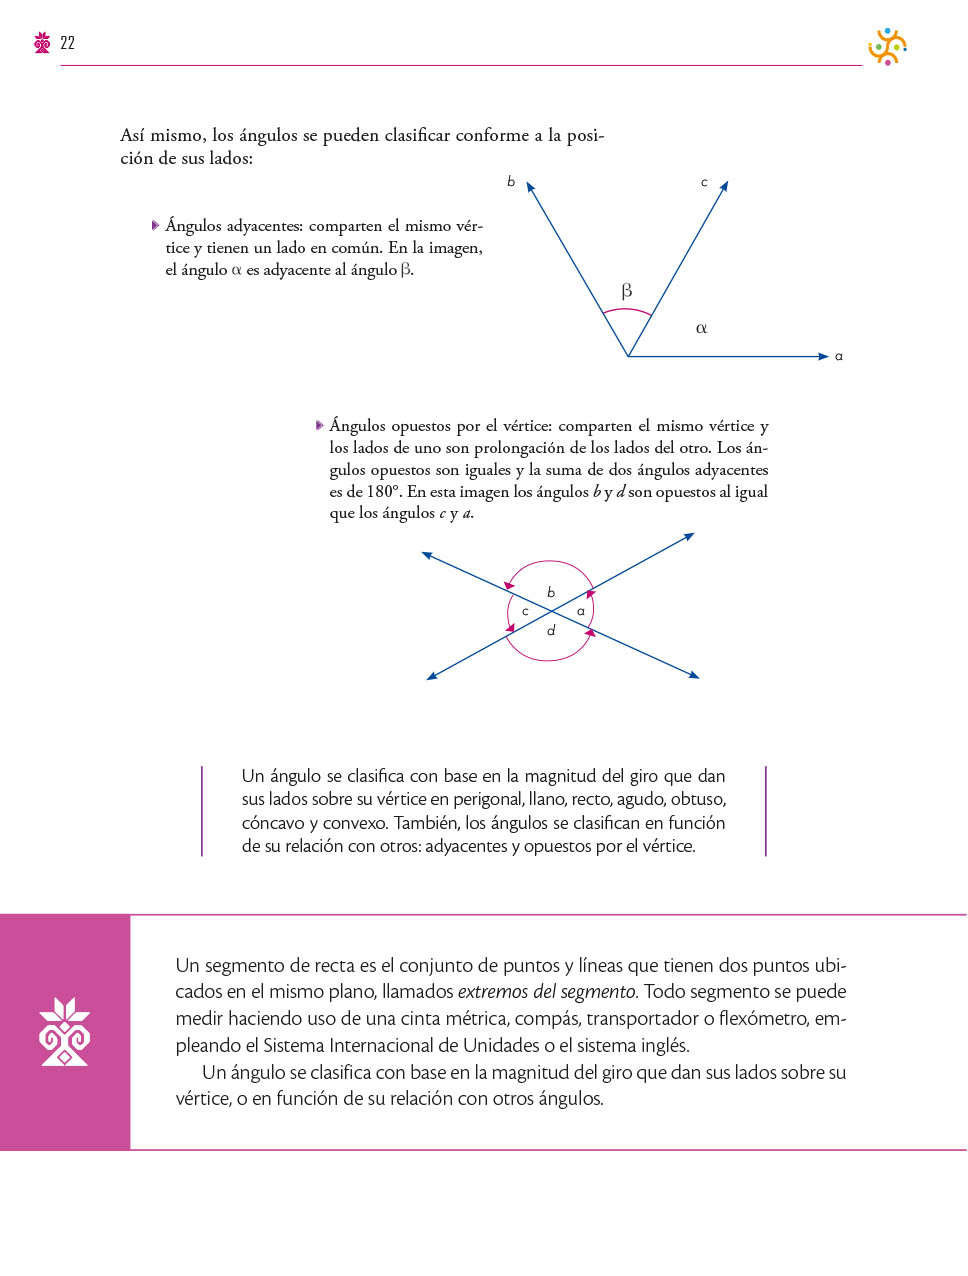 22
Así mismo, los ángulos se pueden clasificar conforme a la posi-
ción de sus lados:
b
c
Ángulos adyacentes: comparten el mismo vér-
tice y tienen un lado en común. En la imagen,
el ángulo α es adyacente al ángulo β.
β
α
a
Ángulos opuestos por el vértice: comparten el mismo vértice y
los lados de uno son prolongación de los lados del otro. Los án-
gulos opuestos son iguales y la suma de dos ángulos adyacentes
es de 180°. En esta imagen los ángulos b y d son opuestos al igual
que los ángulos c y a.
b
c
a
d
Un ángulo se clasifica con base en la magnitud del giro que dan
sus lados sobre su vértice en perigonal, llano, recto, agudo, obtuso,
cóncavo y convexo. También, los ángulos se clasifican en función
de su relación con otros: adyacentes y opuestos por el vértice.
Un segmento de recta es el conjunto de puntos y líneas que tienen dos puntos ubi-
cados en el mismo plano, llamados extremos del segmento. Todo segmento se puede
medir haciendo uso de una cinta métrica, compás, transportador o flexómetro, em-
pleando el Sistema Internacional de Unidades o el sistema inglés.
Un ángulo se clasifica con base en la magnitud del giro que dan sus lados sobre su
vértice, o en función de su relación con otros ángulos.